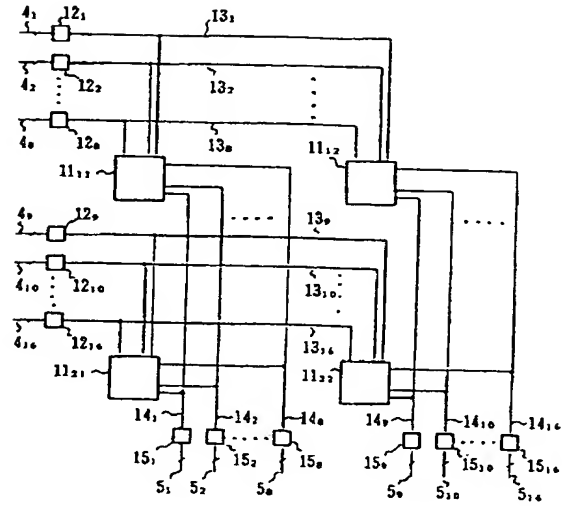 4₁ 12₁ 13₁
4₂ 12₂ 13₂
4₈ 12₈ 13₈
11₁₁ 11₁₂
4₉ 12₉ 13₉
4₁₀ 12₁₀ 13₁₀
4₁₆ 12₁₆ 13₁₆
11₂₁ 11₂₂
14₁ 14₂ 14₈ 14₉ 14₁₀ 14₁₆
15₁ 15₂ 15₈ 15₉ 15₁₀ 15₁₆
5₁ 5₂ 5₈ 5₉ 5₁₀ 5₁₆